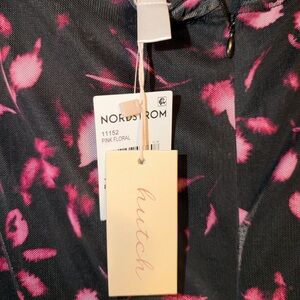 NORDSTROM
11152
PINK FLORAL
hutch